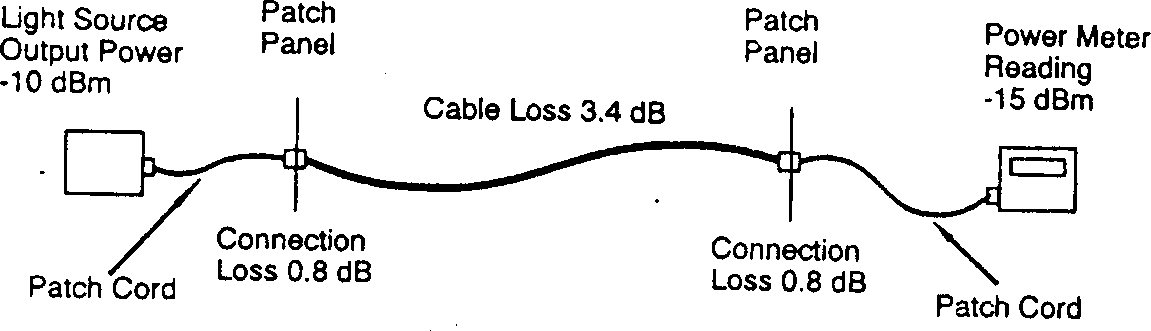 Light Source
Output Power
-10 dBm
Patch
Panel
Patch
Panel
Power Meter
Reading
-15 dBm
Cable Loss 3.4 dB
Connection
Loss 0.8 dB
Connection
Loss 0.8 dB
Patch Cord
Patch Cord